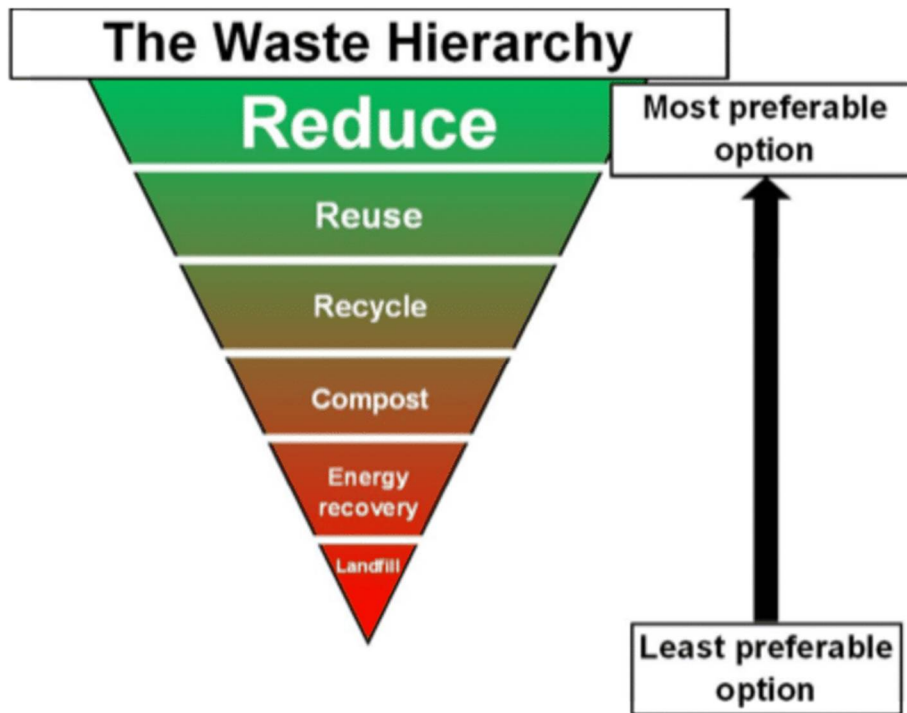 The Waste Hierarchy
Reduce
Most preferable
option
Reuse
Recycle
Compost
Energy
recovery
Landfill
Least preferable
option